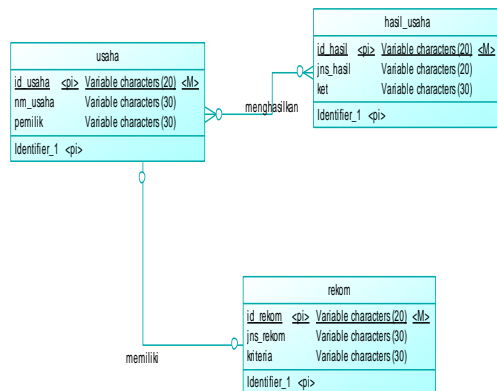 usaha
id_usaha <pi> Variable characters (20) <M>
nm_usaha Variable characters (30)
pemilik Variable characters (30)
Identifier_1 <pi>
hasil_usaha
id_hasil <pi> Variable characters (20) <M>
jns_hasil Variable characters (20)
ket Variable characters (30)
Identifier_1 <pi>
menghasilkan
memiliki
rekom
id_rekom <pi> Variable characters (20) <M>
jns_rekom Variable characters (30)
kriteria Variable characters (30)
Identifier_1 <pi>